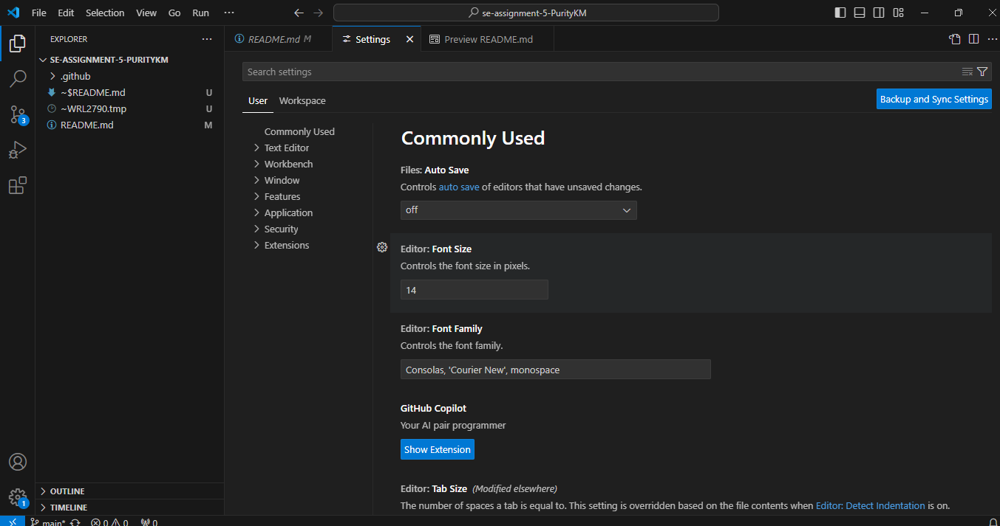 File Edit Selection View Go Run ···
se-assignment-5-PurityKM
EXPLORER
SE-ASSIGNMENT-5-PURITYKM
.github
~$README.md U
~WRL2790.tmp U
README.md M
3
1
OUTLINE
TIMELINE
README.md M
Settings
Preview README.md
Search settings
User
Workspace
Backup and Sync Settings
Commonly Used
Text Editor
Workbench
Window
Features
Application
Security
Extensions
Commonly Used
Files: Auto Save
Controls auto save of editors that have unsaved changes.
off
Editor: Font Size
Controls the font size in pixels.
14
Editor: Font Family
Controls the font family.
Consolas, 'Courier New', monospace
GitHub Copilot
Your AI pair programmer
Show Extension
Editor: Tab Size (Modified elsewhere)
The number of spaces a tab is equal to. This setting is overridden based on the file contents when Editor: Detect Indentation is on.
main* 0 0 0